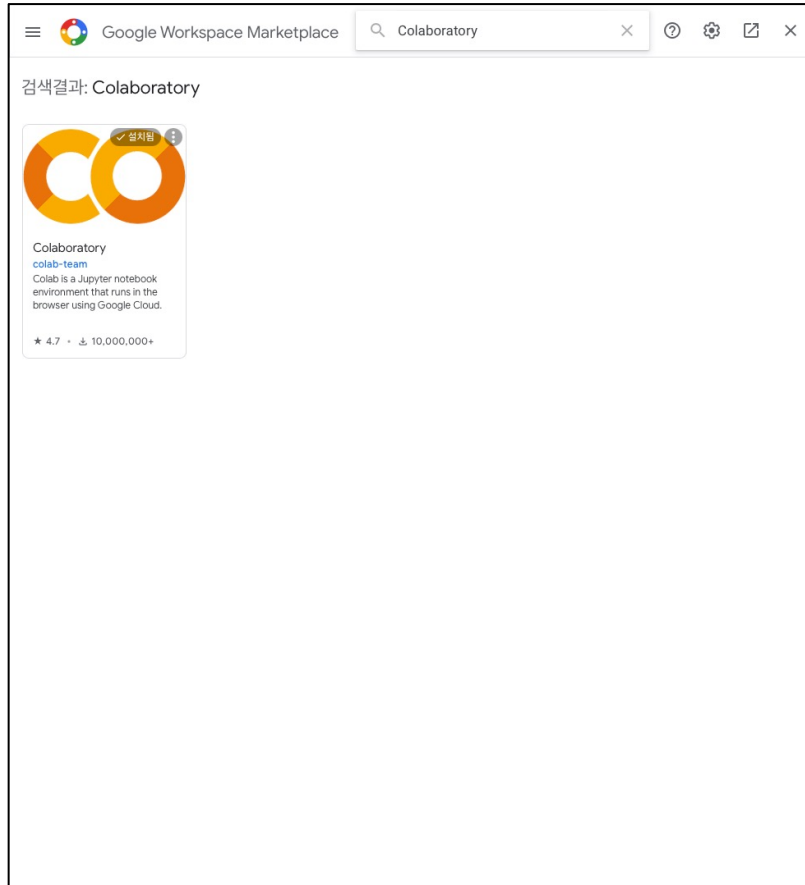 Google Workspace Marketplace
Colaboratory
검색결과: Colaboratory
설치됨
Colaboratory
colab-team
Colab is a Jupyter notebook
environment that runs in the
browser using Google Cloud.
★ 4.7 • 10,000,000+